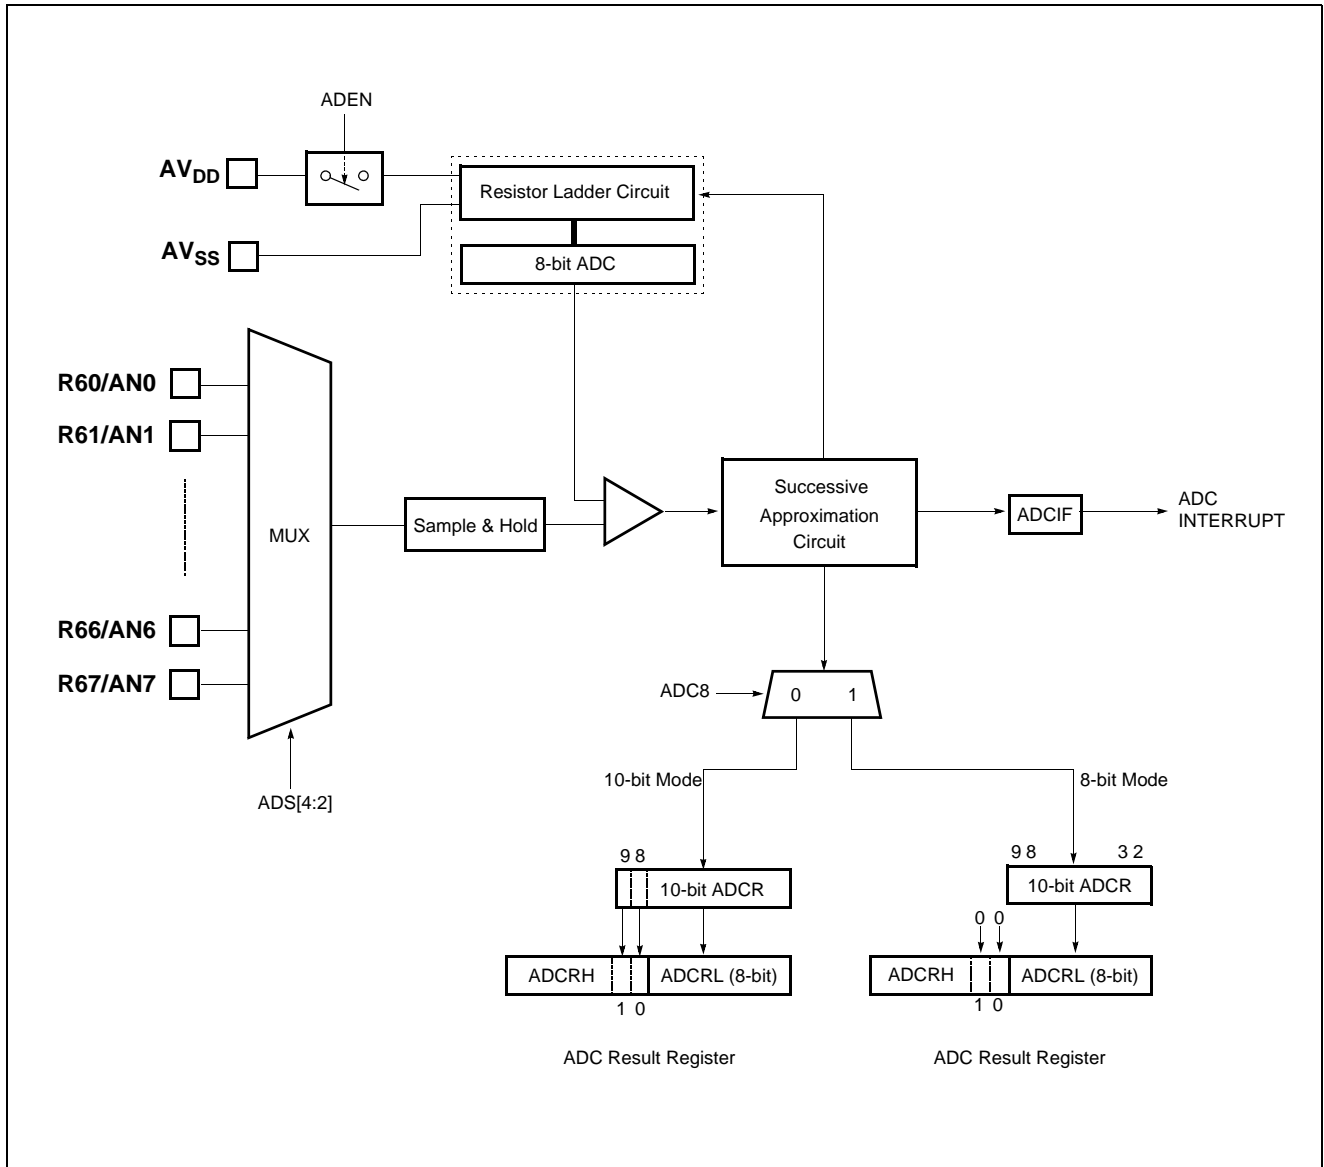 ADEN
AVDD
Resistor Ladder Circuit
AVSS
8-bit ADC
R60/AN0
R61/AN1
MUX
Sample & Hold
Successive
Approximation
Circuit
ADCIF
ADC
INTERRUPT
R66/AN6
R67/AN7
ADS[4:2]
ADC8
0 1
10-bit Mode
8-bit Mode
9 8
10-bit ADCR
9 8 3 2
10-bit ADCR
0 0
ADCRH
ADCRL (8-bit)
1 0
ADCRH
ADCRL (8-bit)
1 0
ADC Result Register
ADC Result Register